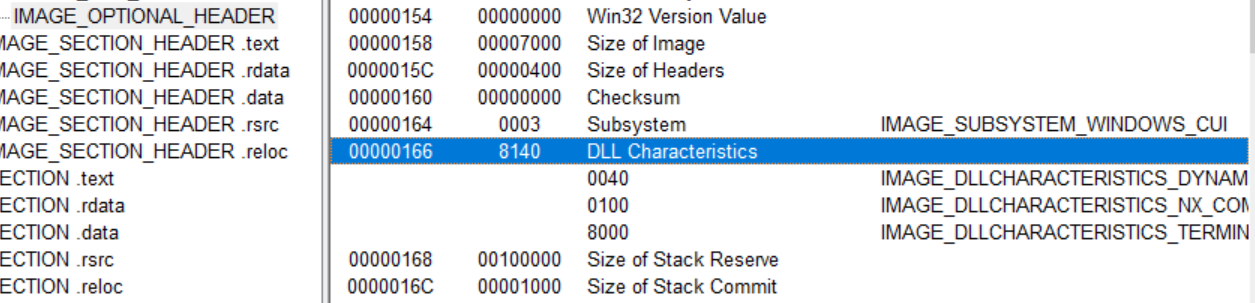 IMAGE_OPTIONAL_HEADER
MAGE_SECTION_HEADER .text
MAGE_SECTION_HEADER .rdata
MAGE_SECTION_HEADER .data
MAGE_SECTION_HEADER .rsrc
MAGE_SECTION_HEADER .reloc
ECTION .text
ECTION .rdata
ECTION .data
ECTION .rsrc
ECTION .reloc
00000154 00000000 Win32 Version Value
00000158 00007000 Size of Image
0000015C 00000400 Size of Headers
00000160 00000000 Checksum
00000164 0003 Subsystem IMAGE_SUBSYSTEM_WINDOWS_CUI
00000166 8140 DLL Characteristics
0040 IMAGE_DLLCHARACTERISTICS_DYNAM
0100 IMAGE_DLLCHARACTERISTICS_NX_COM
8000 IMAGE_DLLCHARACTERISTICS_TERMIN
00000168 00100000 Size of Stack Reserve
0000016C 00001000 Size of Stack Commit